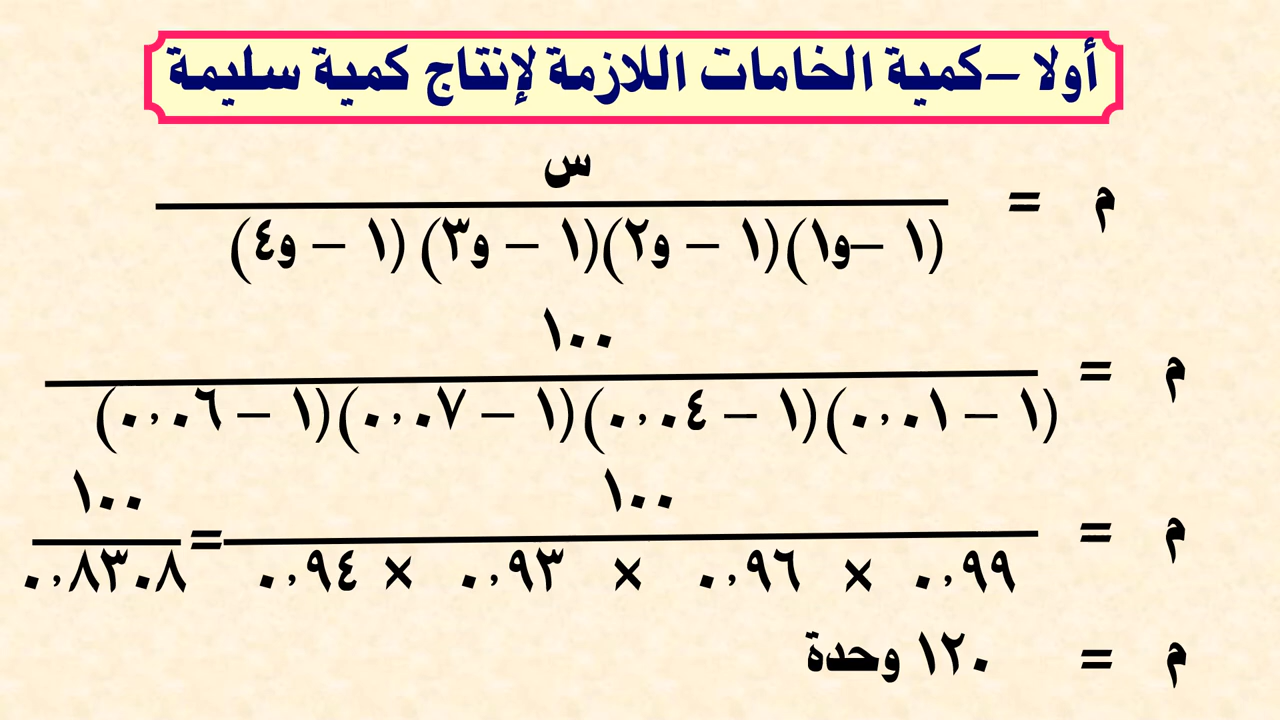 أولا –كمية الخامات اللازمة لإنتاج كمية سليمة
س
م =
(١ –و١)(١ – و٢)(١ – و٣) (١ – و٤)
١٠٠
م =
(١ – ٠,٠١)(١ – ٠,٠٤)(١ – ٠,٠٧)(١ – ٠,٠٦)
١٠٠ ١٠٠
م = =
٠,٩٩ × ٠,٩٦ × ٠,٩٣ × ٠,٩٤ ٠,٨٣٠٨
م = ١٢٠ وحدة